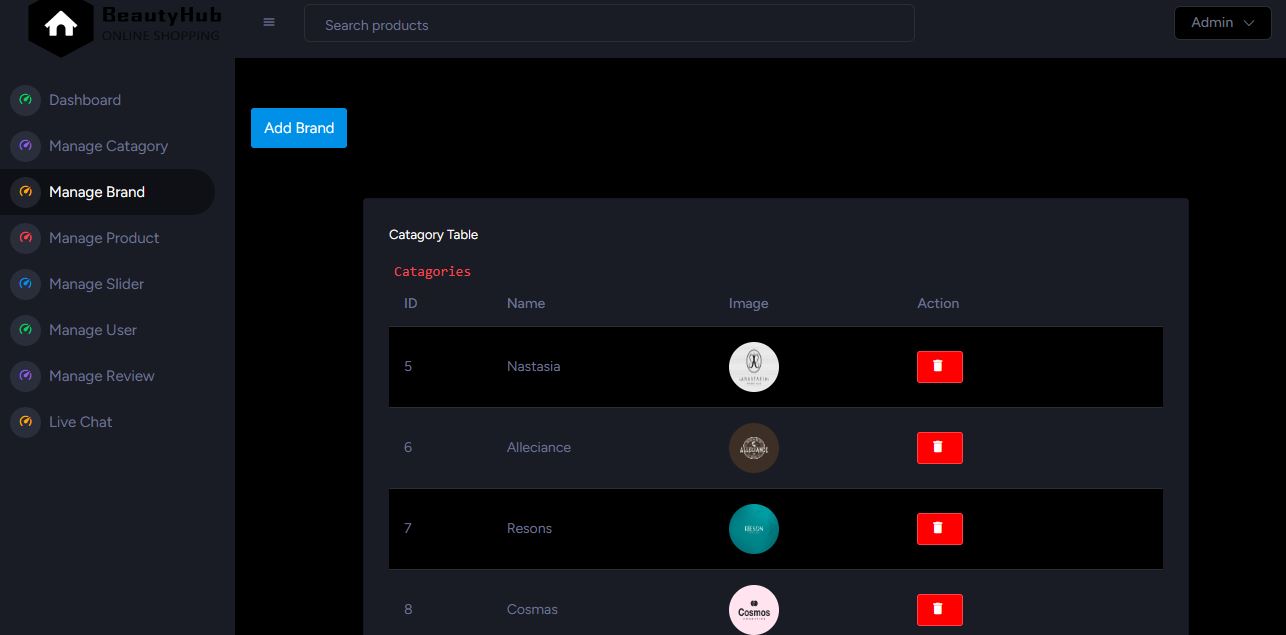 BeautyHub
ONLINE SHOPPING
Search products
Admin
Dashboard
Manage Catagory
Manage Brand
Manage Product
Manage Slider
Manage User
Manage Review
Live Chat
Add Brand
Catagory Table
Catagories
ID Name Image Action
5 Nastasia
6 Alleciance
ALLEGIANCE
7 Resons
RESON
8 Cosmas
Cosmos